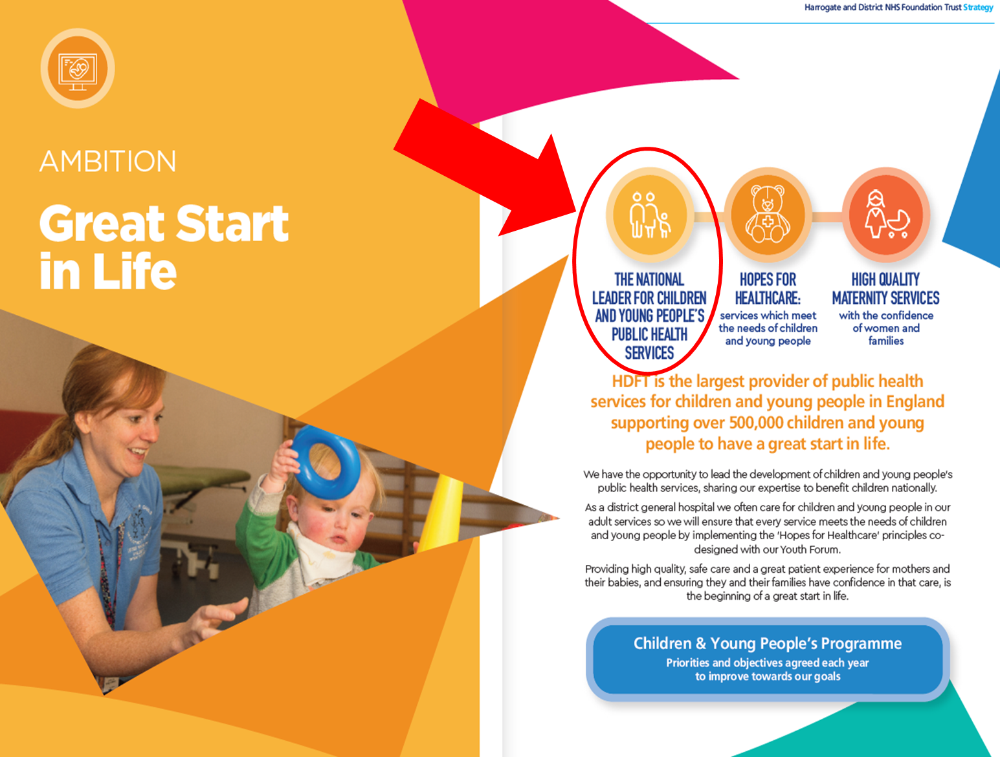 Harrogate and District NHS Foundation Trust Strategy
AMBITION
Great Start
in Life
THE NATIONAL
LEADER FOR CHILDREN
AND YOUNG PEOPLE'S
PUBLIC HEALTH
SERVICES
HOPES FOR
HEALTHCARE:
services which meet
the needs of children
and young people
HIGH QUALITY
MATERNITY SERVICES
with the confidence
of women and
families
HDFT is the largest provider of public health
services for children and young people in England
supporting over 500,000 children and young
people to have a great start in life.
We have the opportunity to lead the development of children and young people's
public health services, sharing our expertise to benefit children nationally.
As a district general hospital we often care for children and young people in our
adult services so we will ensure that every service meets the needs of children
and young people by implementing the 'Hopes for Healthcare' principles co-
designed with our Youth Forum.
Providing high quality, safe care and a great patient experience for mothers and
their babies, and ensuring they and their families have confidence in that care, is
the beginning of a great start in life.
Children & Young People's Programme
Priorities and objectives agreed each year
to improve towards our goals